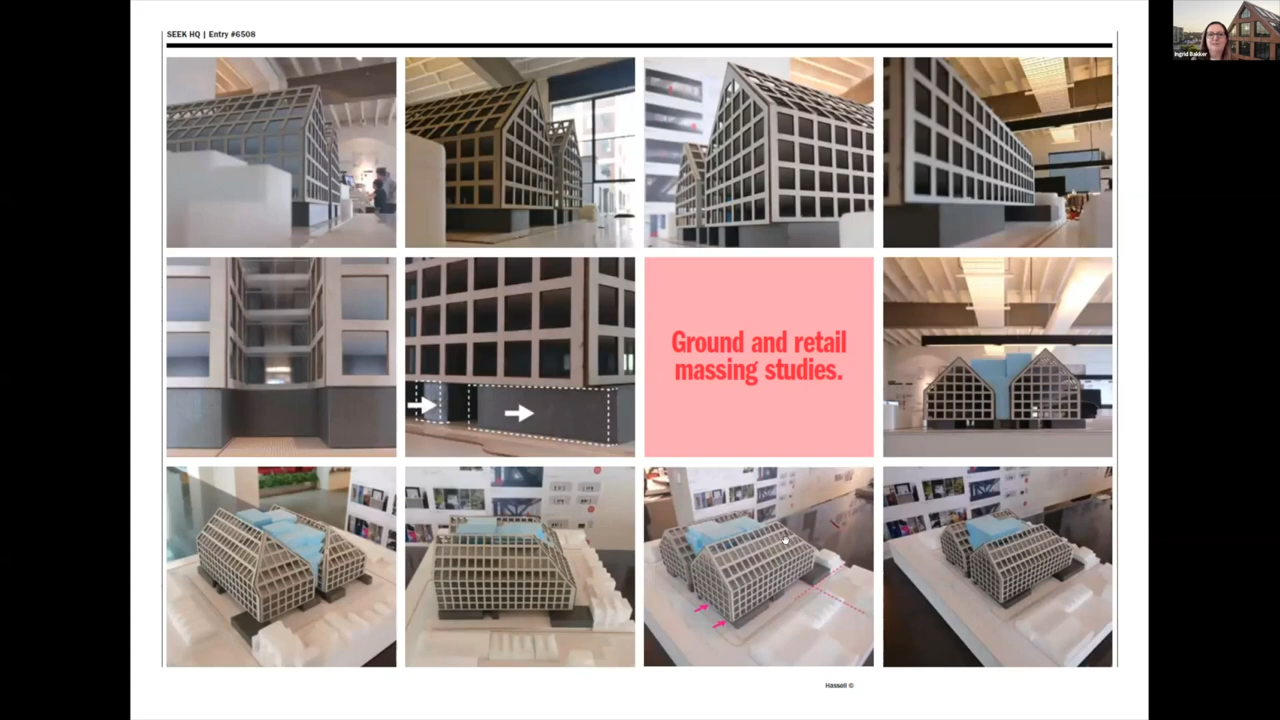 SEEK HQ | Entry #6508
Ingrid Bakker
Ground and retail
massing studies.
Hassell ©